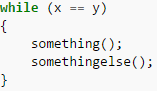 while (x == y)
{
    something();
    somethingelse();
}